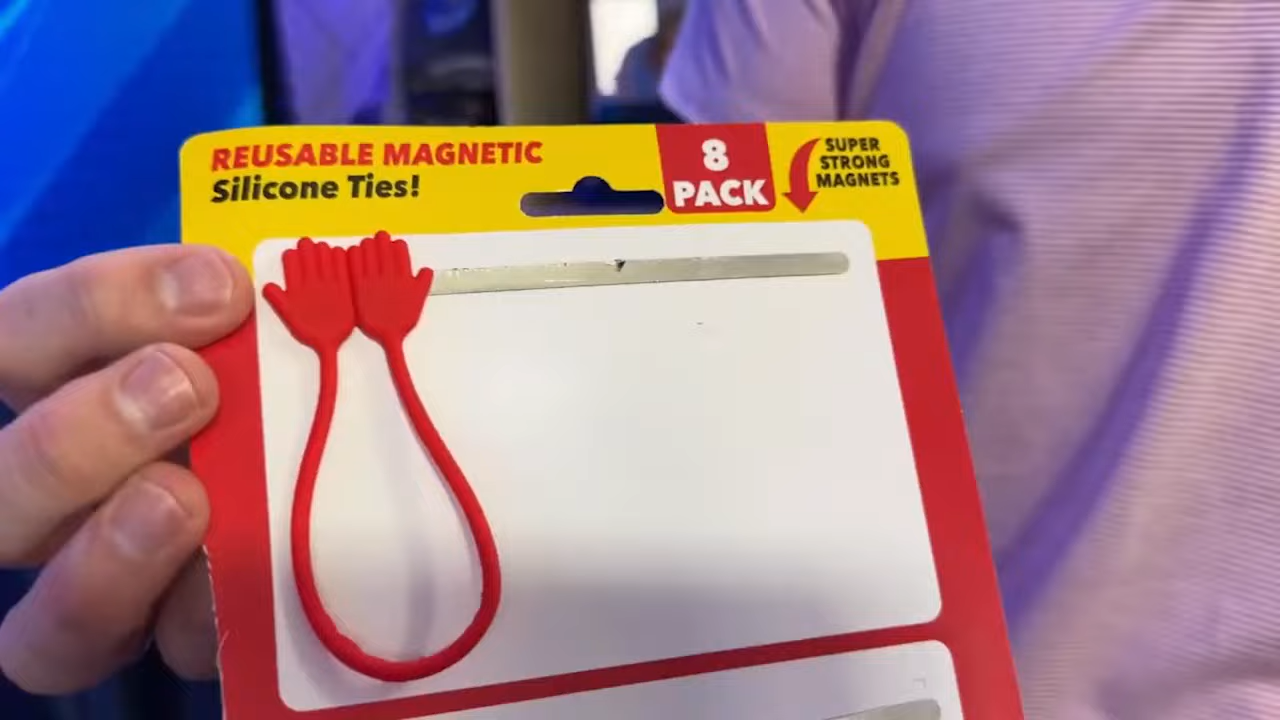 REUSABLE MAGNETIC
Silicone Ties!
8
PACK
SUPER
STRONG
MAGNETS